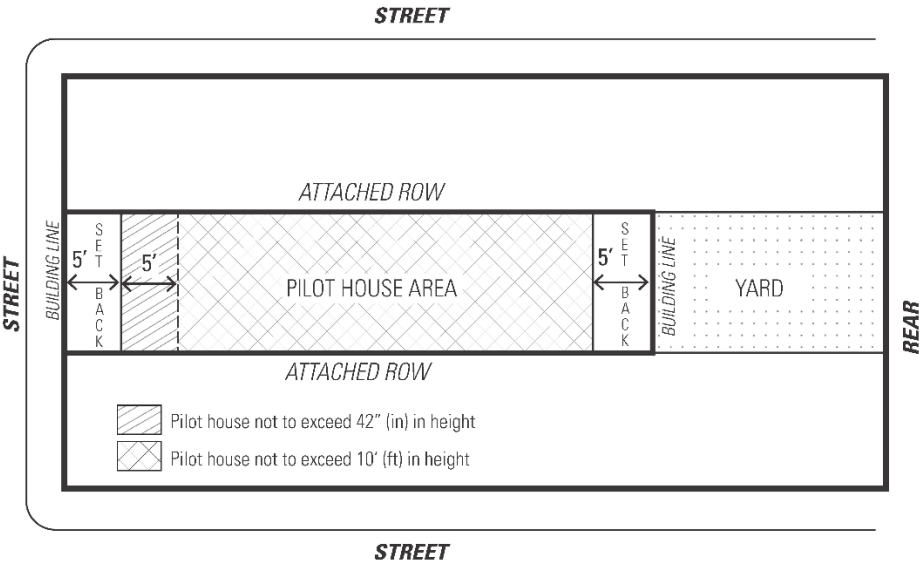 STREET
ATTACHED ROW
STREET
BUILDING LINE
5'
SET BACK
5'
PILOT HOUSE AREA
5'
SET BACK
BUILDING LINE
YARD
REAR
ATTACHED ROW
Pilot house not to exceed 42" (in) in height
Pilot house not to exceed 10' (ft) in height
STREET